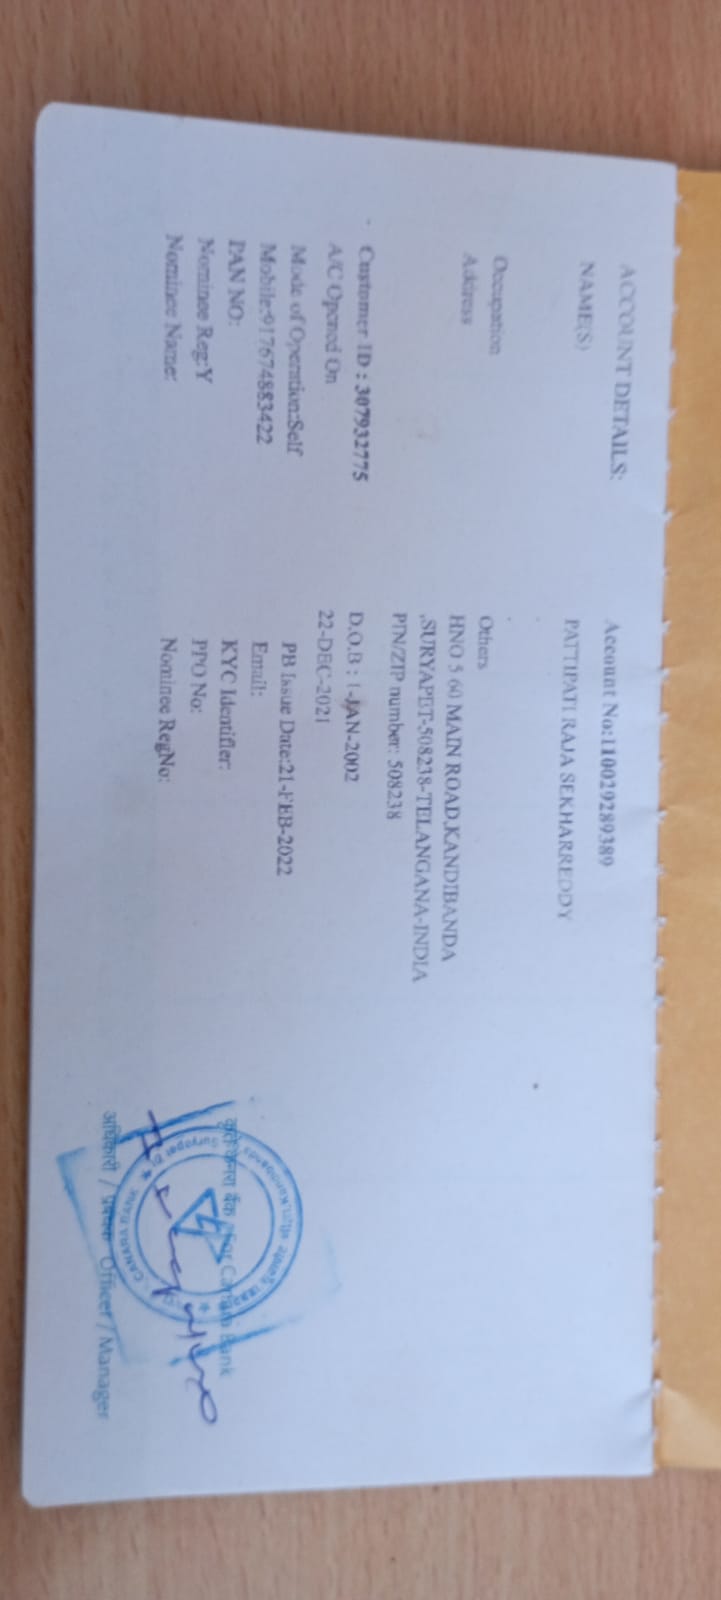 ACCOUNT DETAILS: Account No:110029289389
NAME(S) PATTIPATI RAJA SEKHARREDDY
Occupation Others
Address HNO 5 60 MAIN ROAD,KANDIBANDA
,SURYAPET-508238-TELANGANA-INDIA
PIN/ZIP number: 508238
Customer ID : 307932775 D.O.B : 1-JAN-2002
A/C Opened On 22-DEC-2021
Mode of Operation:Self PB Issue Date:21-FEB-2022
Mobile:917674883422 Email:
PAN NO: KYC Identifier:
Nominee Reg:Y PPO No:
Nominee Name: Nominee RegNo:
कृते केनरा बैंक For Canara Bank
CANARA BANK
अधिकारी / प्रबंधक Officer / Manager